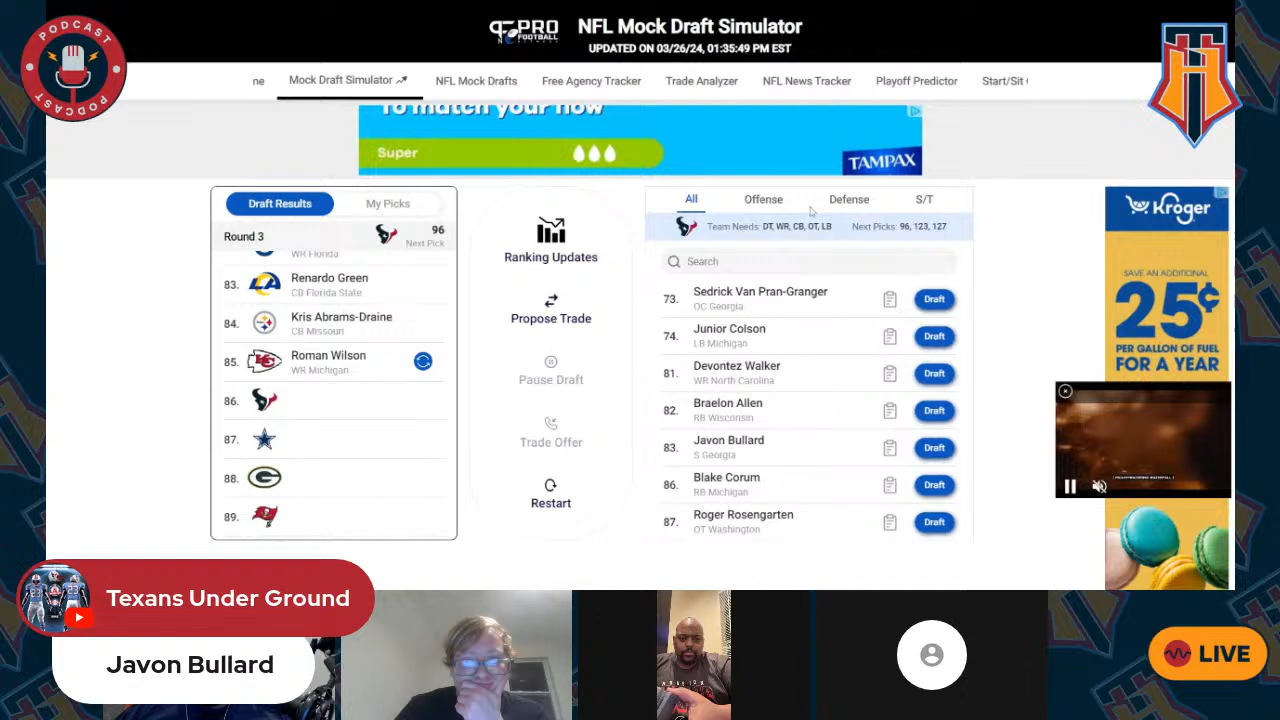 PODCAST
PODCAST
PRO
FOOTBALL
NETWORK
NFL Mock Draft Simulator
UPDATED ON 03/26/24, 01:35:49 PM EST
ne
Mock Draft Simulator
NFL Mock Drafts
Free Agency Tracker
Trade Analyzer
NFL News Tracker
Playoff Predictor
Start/Sit
To match your flow
Super
TAMPAX
Draft Results
My Picks
Round 3
96
Next Pick
WR Florida
83.
Renardo Green
CB Florida State
84.
Kris Abrams-Draine
CB Missouri
85.
Roman Wilson
WR Michigan
86.
87.
88.
89.
Ranking Updates
Propose Trade
Pause Draft
Trade Offer
Restart
All
Offense
Defense
S/T
Team Needs: DT, WR, CB, OT, LB
Next Picks: 96, 123, 127
Search
73.
Sedrick Van Pran-Granger
OC Georgia
Draft
74.
Junior Colson
LB Michigan
Draft
81.
Devontez Walker
WR North Carolina
Draft
82.
Braelon Allen
RB Wisconsin
Draft
83.
Javon Bullard
S Georgia
Draft
86.
Blake Corum
RB Michigan
Draft
87.
Roger Rosengarten
OT Washington
Draft
Kroger
SAVE AN ADDITIONAL
25¢
PER GALLON OF FUEL
FOR A YEAR
Texans Under Ground
Javon Bullard
LIVE